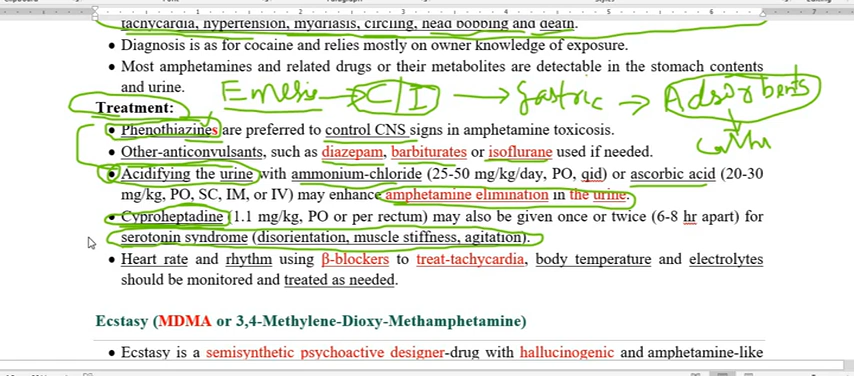 tachycardia, hypertension, mydriasis, circling, head bobbing and death.
• Diagnosis is as for cocaine and relies mostly on owner knowledge of exposure.
• Most amphetamines and related drugs or their metabolites are detectable in the stomach contents
and urine.
Emesis → C/I → Gastric → Adsorbents
Treatment:
• Phenothiazines are preferred to control CNS signs in amphetamine toxicosis.
• Other-anticonvulsants, such as diazepam, barbiturates or isoflurane used if needed.
• Acidifying the urine with ammonium-chloride (25-50 mg/kg/day, PO, qid) or ascorbic acid (20-30
mg/kg, PO, SC, IM, or IV) may enhance amphetamine elimination in the urine.
• Cyproheptadine (1.1 mg/kg, PO or per rectum) may also be given once or twice (6-8 hr apart) for
serotonin syndrome (disorientation, muscle stiffness, agitation).
• Heart rate and rhythm using β-blockers to treat-tachycardia, body temperature and electrolytes
should be monitored and treated as needed.
Ecstasy (MDMA or 3,4-Methylene-Dioxy-Methamphetamine)
• Ecstasy is a semisynthetic psychoactive designer-drug with hallucinogenic and amphetamine-like